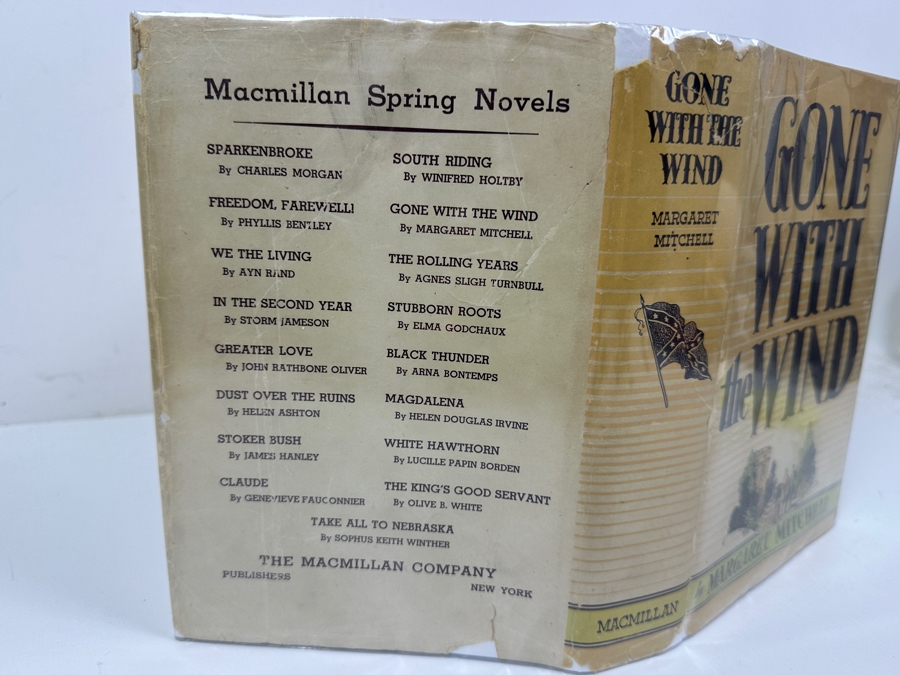 Macmillan Spring Novels
SPARKENBROKE
By CHARLES MORGAN
FREEDOM, FAREWELL!
By PHYLLIS BENTLEY
WE THE LIVING
By AYN RAND
IN THE SECOND YEAR
By STORM JAMESON
GREATER LOVE
By JOHN RATHBONE OLIVER
DUST OVER THE RUINS
By HELEN ASHTON
STOKER BUSH
By JAMES HANLEY
CLAUDE
By GENEVIEVE FAUCONNIER
SOUTH RIDING
By WINIFRED HOLTBY
GONE WITH THE WIND
By MARGARET MITCHELL
THE ROLLING YEARS
By AGNES SLIGH TURNBULL
STUBBORN ROOTS
By ELMA GODCHAUX
BLACK THUNDER
By ARNA BONTEMPS
MAGDALENA
By HELEN DOUGLAS IRVINE
WHITE HAWTHORN
By LUCILLE PAPIN BORDEN
THE KING'S GOOD SERVANT
By OLIVE B. WHITE
TAKE ALL TO NEBRASKA
By SOPHUS KEITH WINTHER
THE MACMILLAN COMPANY
PUBLISHERS
NEW YORK
GONE
WITH THE
WIND
MARGARET
MITCHELL
MACMILLAN
GONE
WITH
the WIND
by MARGARET MITCHELL